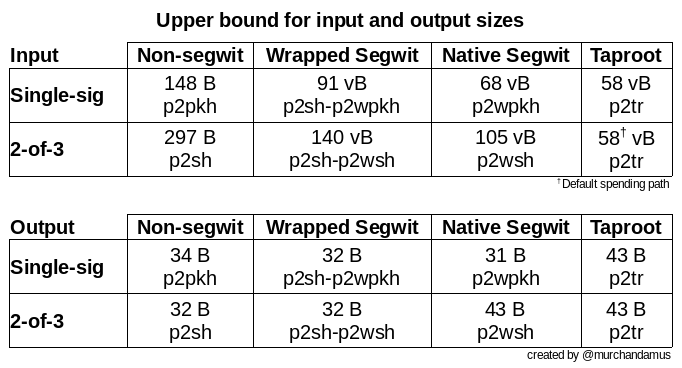 Upper bound for input and output sizes
Input Non-segwit Wrapped Segwit Native Segwit Taproot
Single-sig 148 B 91 vB 68 vB 58 vB
p2pkh p2sh-p2wpkh p2wpkh p2tr
2-of-3 297 B 140 vB 105 vB 58† vB
p2sh p2sh-p2wsh p2wsh p2tr
†Default spending path
Output Non-segwit Wrapped Segwit Native Segwit Taproot
Single-sig 34 B 32 B 31 B 43 B
p2pkh p2sh-p2wpkh p2wpkh p2tr
2-of-3 32 B 32 B 43 B 43 B
p2sh p2sh-p2wsh p2wsh p2tr
created by @murchandamus